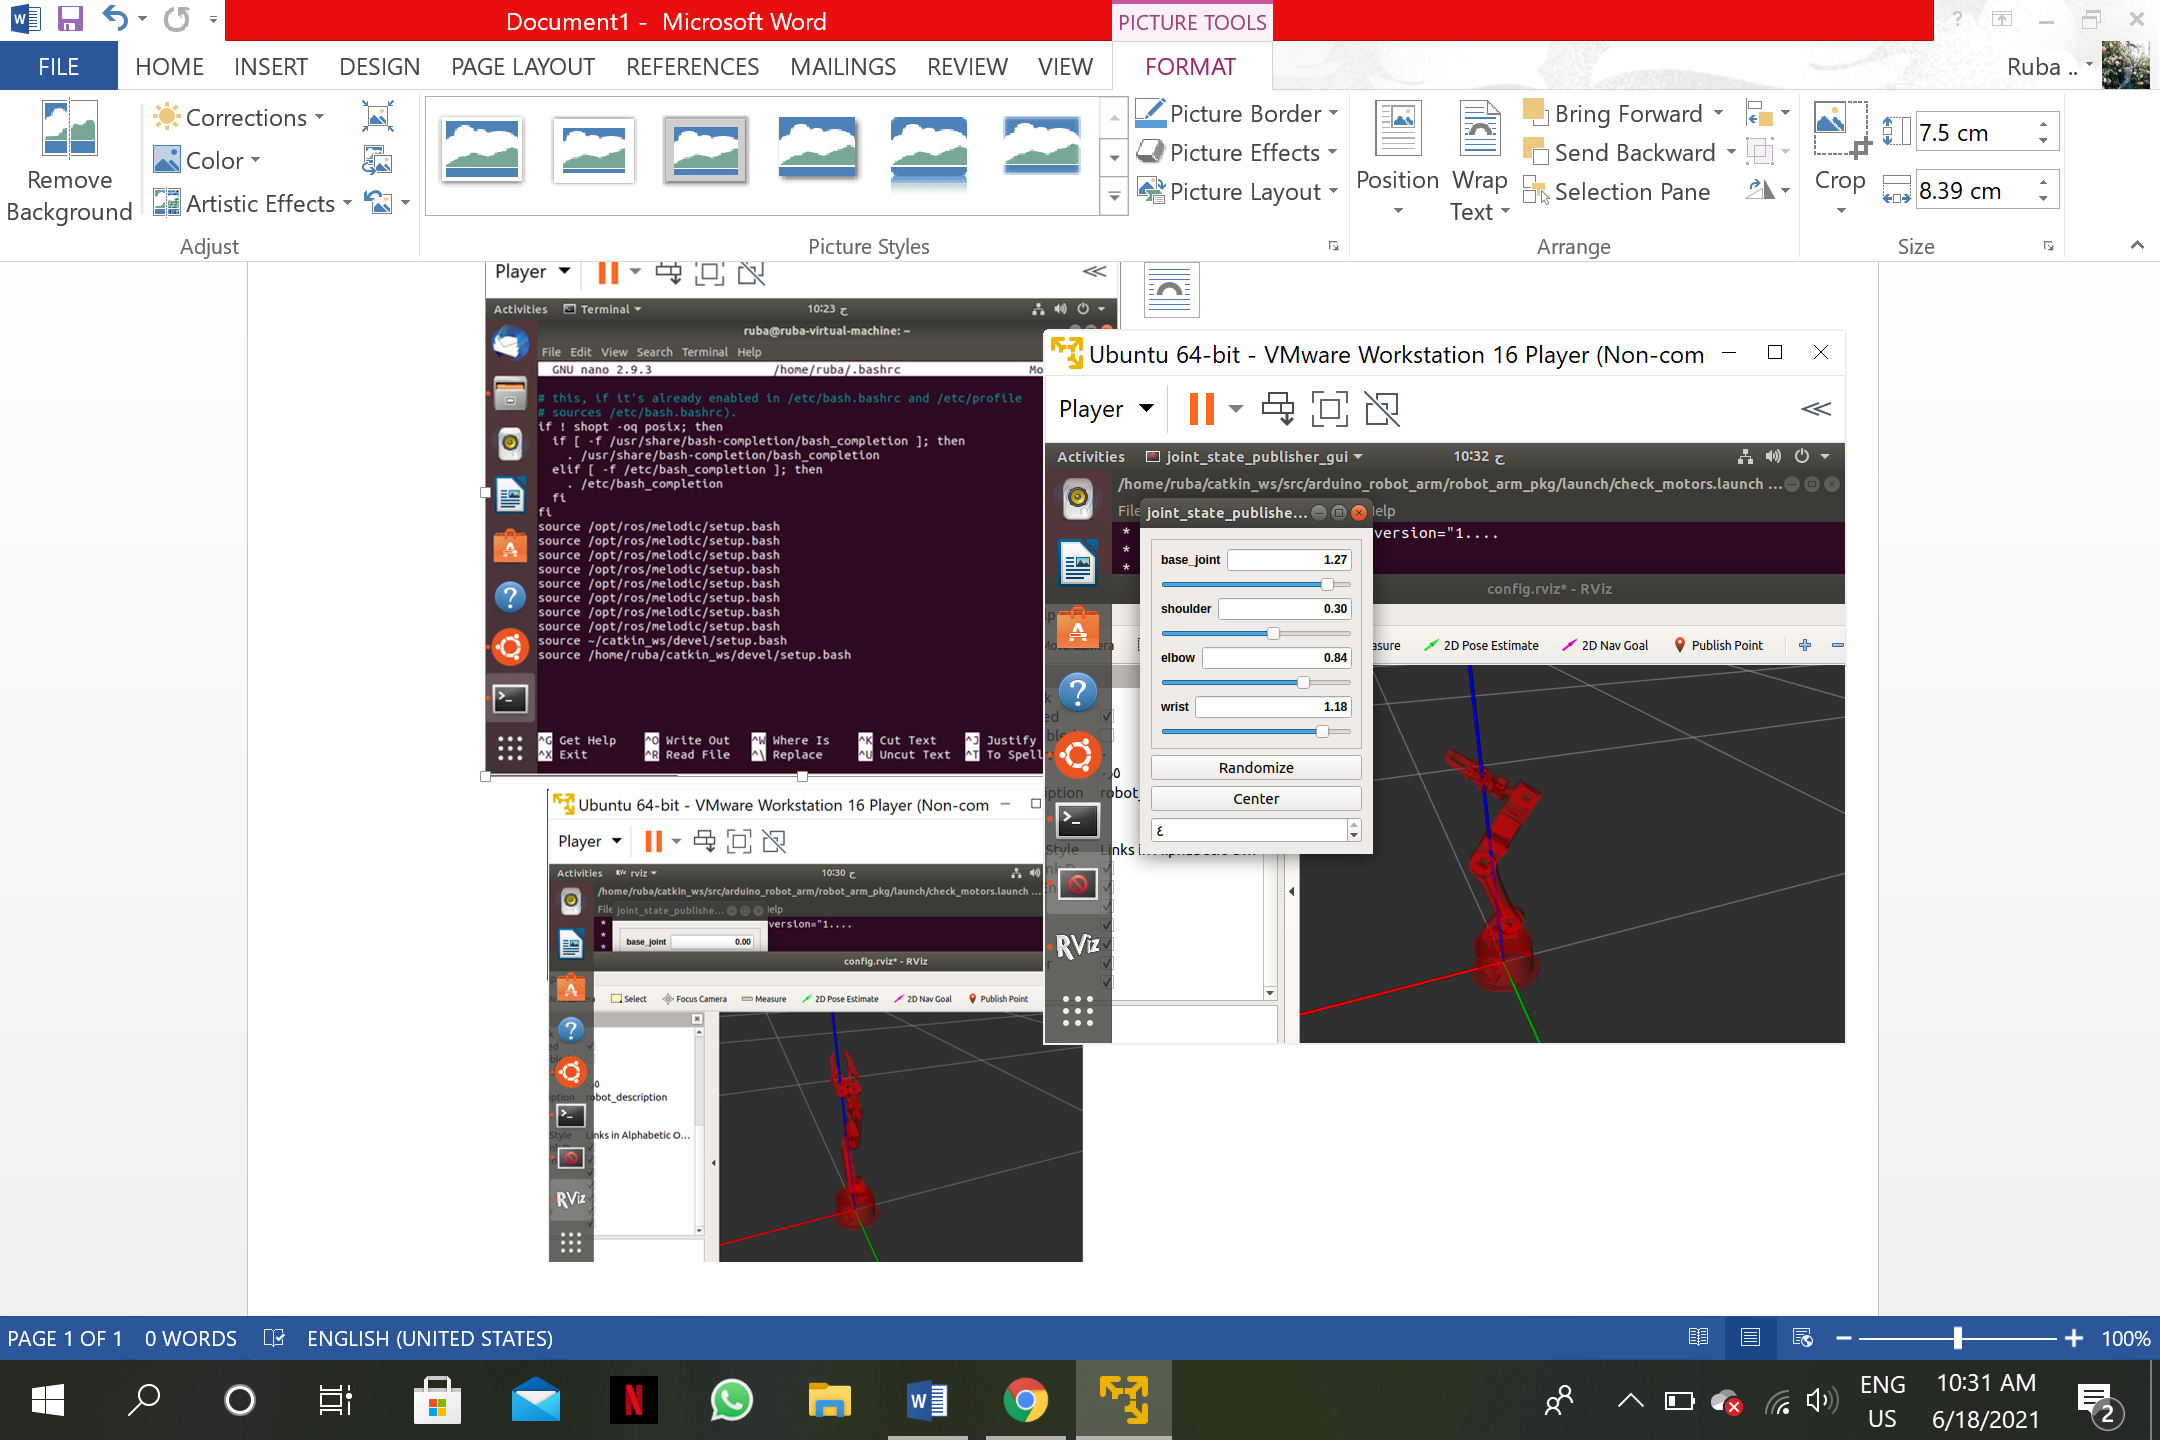 Document1 - Microsoft Word
PICTURE TOOLS
FILE
HOME
INSERT
DESIGN
PAGE LAYOUT
REFERENCES
MAILINGS
REVIEW
VIEW
FORMAT
Ruba ..
Remove Background
Corrections
Color
Artistic Effects
Adjust
Picture Styles
Picture Border
Picture Effects
Picture Layout
Position
Wrap Text
Bring Forward
Send Backward
Selection Pane
Arrange
Crop
7.5 cm
8.39 cm
Size
Player
Activities
Terminal
10:23 ج
ruba@ruba-virtual-machine: ~
File Edit View Search Terminal Help
GNU nano 2.9.3 /home/ruba/.bashrc Mo
# this, if it's already enabled in /etc/bash.bashrc and /etc/profile
# sources /etc/bash.bashrc).
if ! shopt -oq posix; then
if [ -f /usr/share/bash-completion/bash_completion ]; then
. /usr/share/bash-completion/bash_completion
elif [ -f /etc/bash_completion ]; then
. /etc/bash_completion
fi
fi
source /opt/ros/melodic/setup.bash
source /opt/ros/melodic/setup.bash
source /opt/ros/melodic/setup.bash
source /opt/ros/melodic/setup.bash
source /opt/ros/melodic/setup.bash
source /opt/ros/melodic/setup.bash
source /opt/ros/melodic/setup.bash
source /opt/ros/melodic/setup.bash
source ~/catkin_ws/devel/setup.bash
source /home/ruba/catkin_ws/devel/setup.bash
^G Get Help ^O Write Out ^W Where Is ^K Cut Text ^J Justify
^X Exit ^R Read File ^\ Replace ^U Uncut Text ^T To Spell
Ubuntu 64-bit - VMware Workstation 16 Player (Non-com
Player
Activities
joint_state_publisher_gui
10:32 ج
/home/ruba/catkin_ws/src/arduino_robot_arm/robot_arm_pkg/launch/check_motors.launch ...
File
elp
joint_state_publishe...
* version="1....
*
*
base_joint 1.27
shoulder 0.30
elbow 0.84
wrist 1.18
Randomize
Center
٤
config.rviz* - RViz
asure
2D Pose Estimate
2D Nav Goal
Publish Point
ption robot_
Style Links in Alphabetic O...
RViz
Ubuntu 64-bit - VMware Workstation 16 Player (Non-com
Player
Activities
rviz
10:30 ج
/home/ruba/catkin_ws/src/arduino_robot_arm/robot_arm_pkg/launch/check_motors.launch ...
File
elp
joint_state_publishe...
* version="1....
*
*
base_joint 0.00
config.rviz* - RViz
Select
Focus Camera
Measure
2D Pose Estimate
2D Nav Goal
Publish Point
ption robot_description
Style Links in Alphabetic O...
RViz
PAGE 1 OF 1
0 WORDS
ENGLISH (UNITED STATES)
100%
ENG
US
10:31 AM
6/18/2021
2